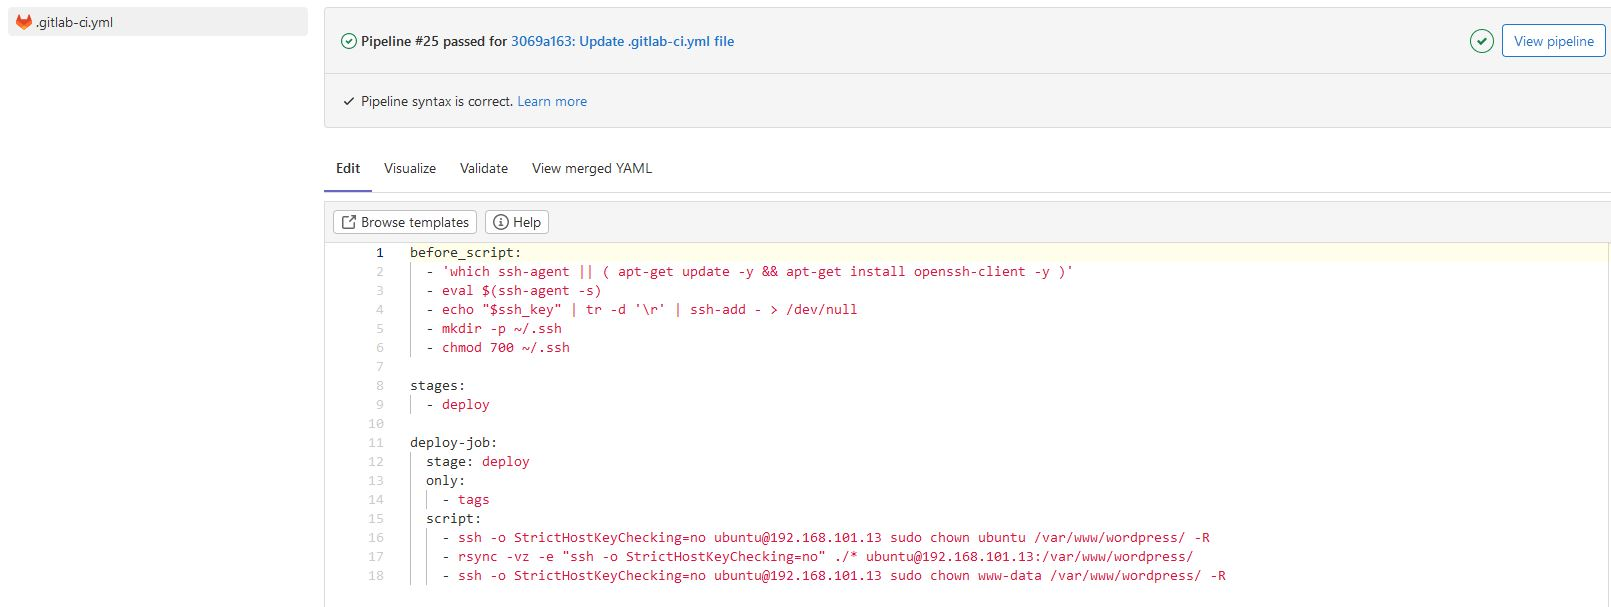 .gitlab-ci.yml
Pipeline #25 passed for 3069a163: Update .gitlab-ci.yml file
View pipeline
Pipeline syntax is correct. Learn more
Edit Visualize Validate View merged YAML
Browse templates Help
1 before_script:
2 - 'which ssh-agent || ( apt-get update -y && apt-get install openssh-client -y )'
3 - eval $(ssh-agent -s)
4 - echo "$ssh_key" | tr -d '\r' | ssh-add - > /dev/null
5 - mkdir -p ~/.ssh
6 - chmod 700 ~/.ssh
7
8 stages:
9 - deploy
10
11 deploy-job:
12 stage: deploy
13 only:
14 - tags
15 script:
16 - ssh -o StrictHostKeyChecking=no ubuntu@192.168.101.13 sudo chown ubuntu /var/www/wordpress/ -R
17 - rsync -vz -e "ssh -o StrictHostKeyChecking=no" ./* ubuntu@192.168.101.13:/var/www/wordpress/
18 - ssh -o StrictHostKeyChecking=no ubuntu@192.168.101.13 sudo chown www-data /var/www/wordpress/ -R